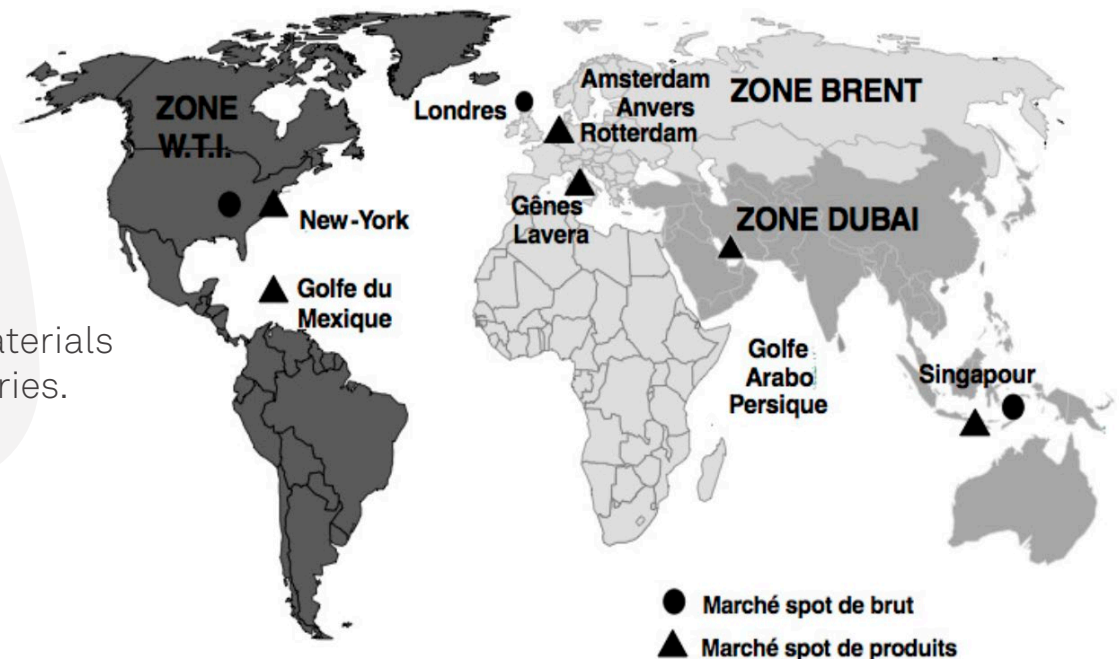 ZONE
W.T.I.
Londres
Amsterdam
Anvers
Rotterdam
ZONE BRENT
New-York
Gênes
Lavera
ZONE DUBAI
Golfe du
Mexique
aterials
ries.
Golfe
Arabo
Persique
Singapour
Marché spot de brut
Marché spot de produits